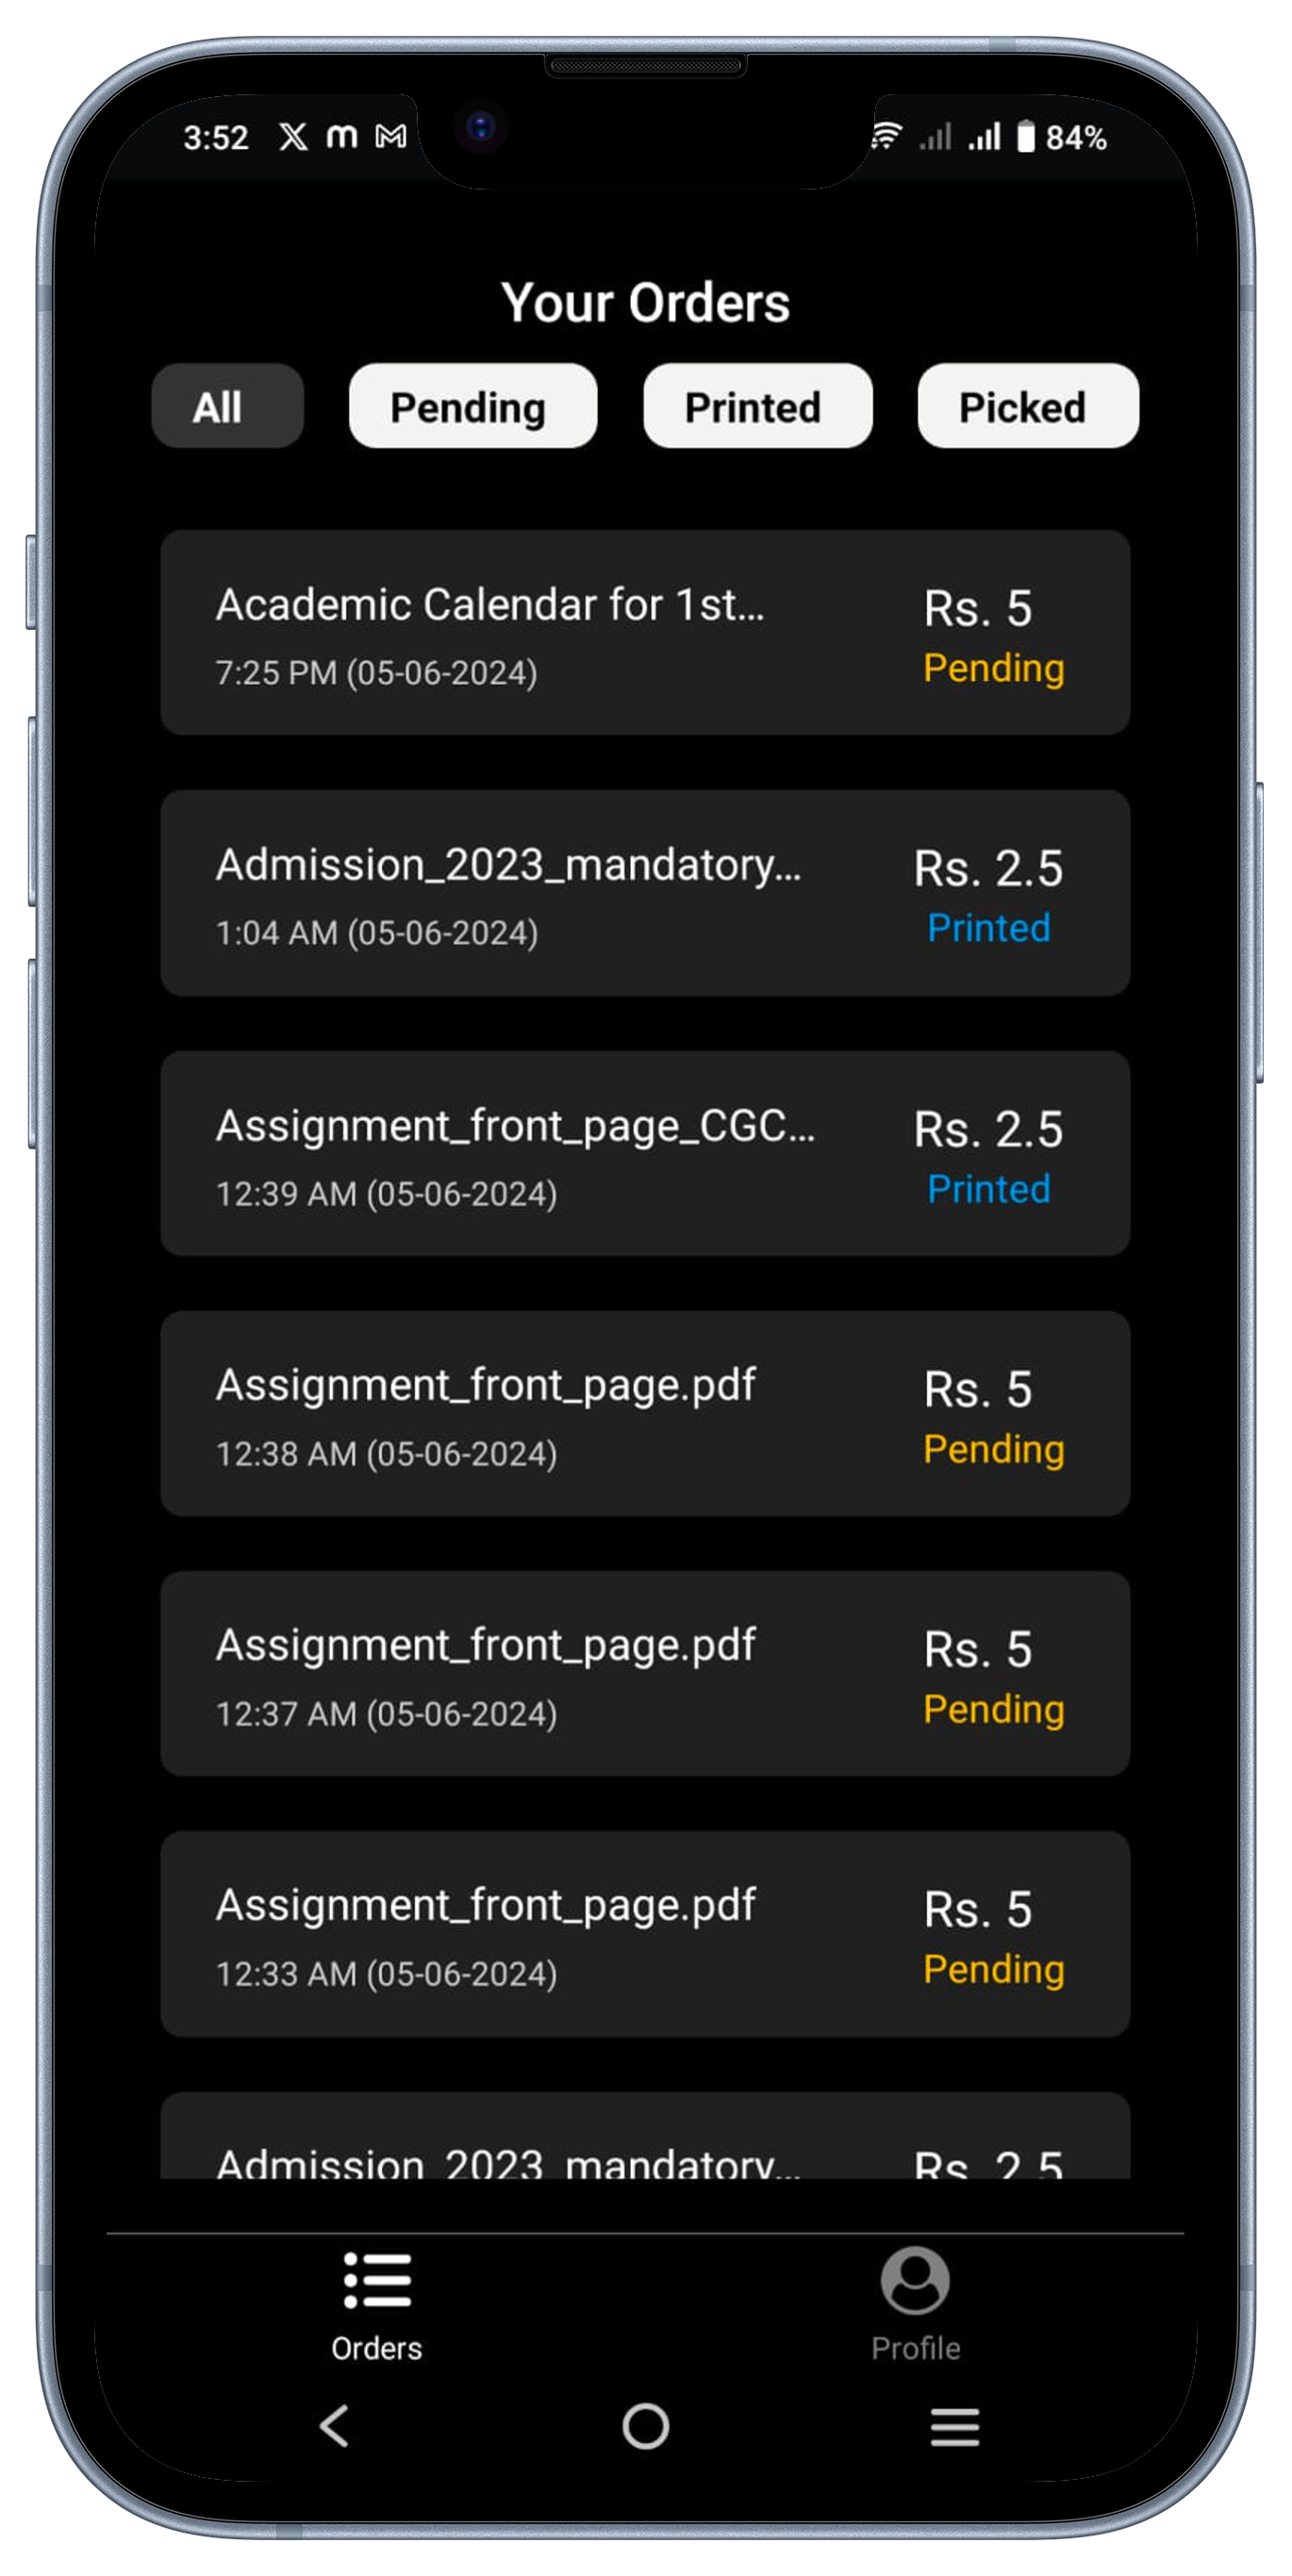 3:52 84%
Your Orders
All Pending Printed Picked
Academic Calendar for 1st... Rs. 5
7:25 PM (05-06-2024) Pending
Admission_2023_mandatory... Rs. 2.5
1:04 AM (05-06-2024) Printed
Assignment_front_page_CGC... Rs. 2.5
12:39 AM (05-06-2024) Printed
Assignment_front_page.pdf Rs. 5
12:38 AM (05-06-2024) Pending
Assignment_front_page.pdf Rs. 5
12:37 AM (05-06-2024) Pending
Assignment_front_page.pdf Rs. 5
12:33 AM (05-06-2024) Pending
Admission_2023_mandatory... Rs. 2.5
Orders Profile